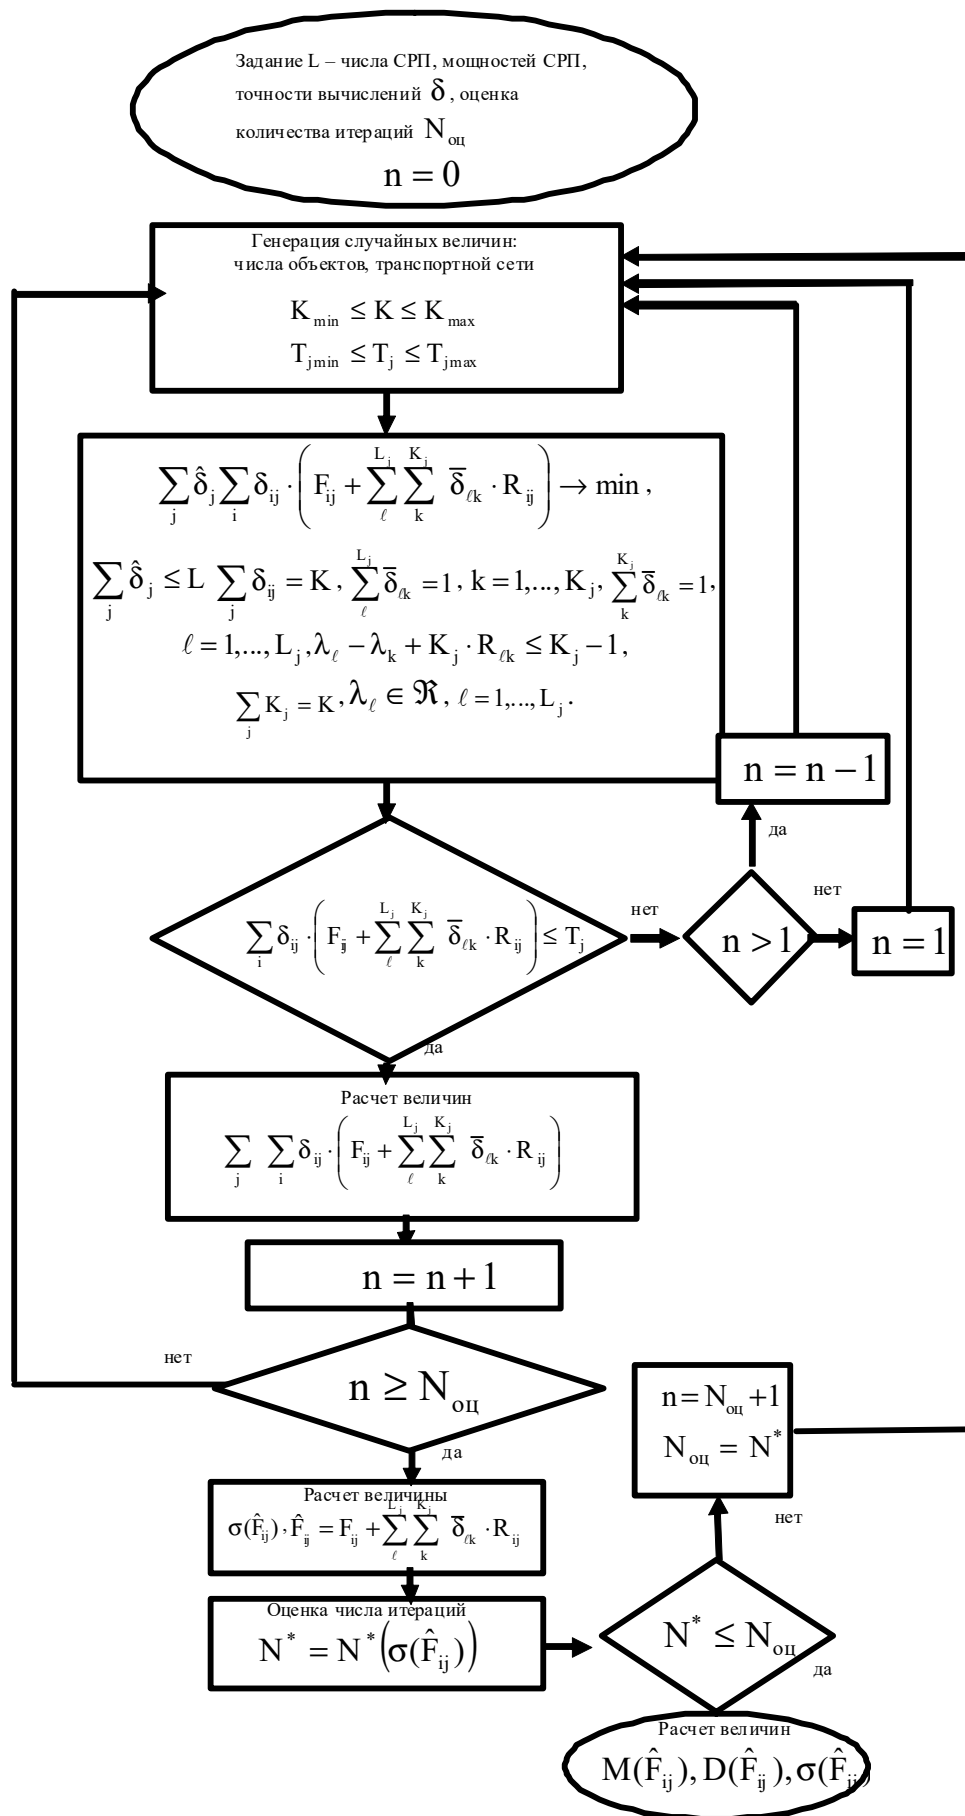 Задание L – числа СРП, мощностей СРП,
точности вычислений δ, оценка
количества итераций N_оц
n = 0
Генерация случайных величин:
числа объектов, транспортной сети
K_min ≤ K ≤ K_max
T_jmin ≤ T_j ≤ T_jmax
∑_j δ̂_j ∑_i δ_ij · (F_ij + ∑_ℓ^{L_j} ∑_k^{K_j} δ̅_ℓk · R_ij) → min,
∑_j δ̂_j ≤ L ∑_j δ_ij = K, ∑_ℓ^{L_j} δ̅_ℓk = 1, k = 1,..., K_j, ∑_k^{K_j} δ̅_ℓk = 1,
ℓ = 1,..., L_j, λ_ℓ − λ_k + K_j · R_ℓk ≤ K_j − 1,
∑_j K_j = K, λ_ℓ ∈ ℜ, ℓ = 1,..., L_j.
n = n − 1
да
∑_i δ_ij · (F_ij + ∑_ℓ^{L_j} ∑_k^{K_j} δ̅_ℓk · R_ij) ≤ T_j
нет
n > 1
нет
n = 1
да
Расчет величин
∑_j ∑_i δ_ij · (F_ij + ∑_ℓ^{L_j} ∑_k^{K_j} δ̅_ℓk · R_ij)
n = n + 1
нет
n ≥ N_оц
да
n = N_оц + 1
N_оц = N*
Расчет величины
σ(F̂_ij), F̂_ij = F_ij + ∑_ℓ^{L_j} ∑_k^{K_j} δ̅_ℓk · R_ij
нет
Оценка числа итераций
N* = N*(σ(F̂_ij))
N* ≤ N_оц
да
Расчет величин
M(F̂_ij), D(F̂_ij), σ(F̂_ij)